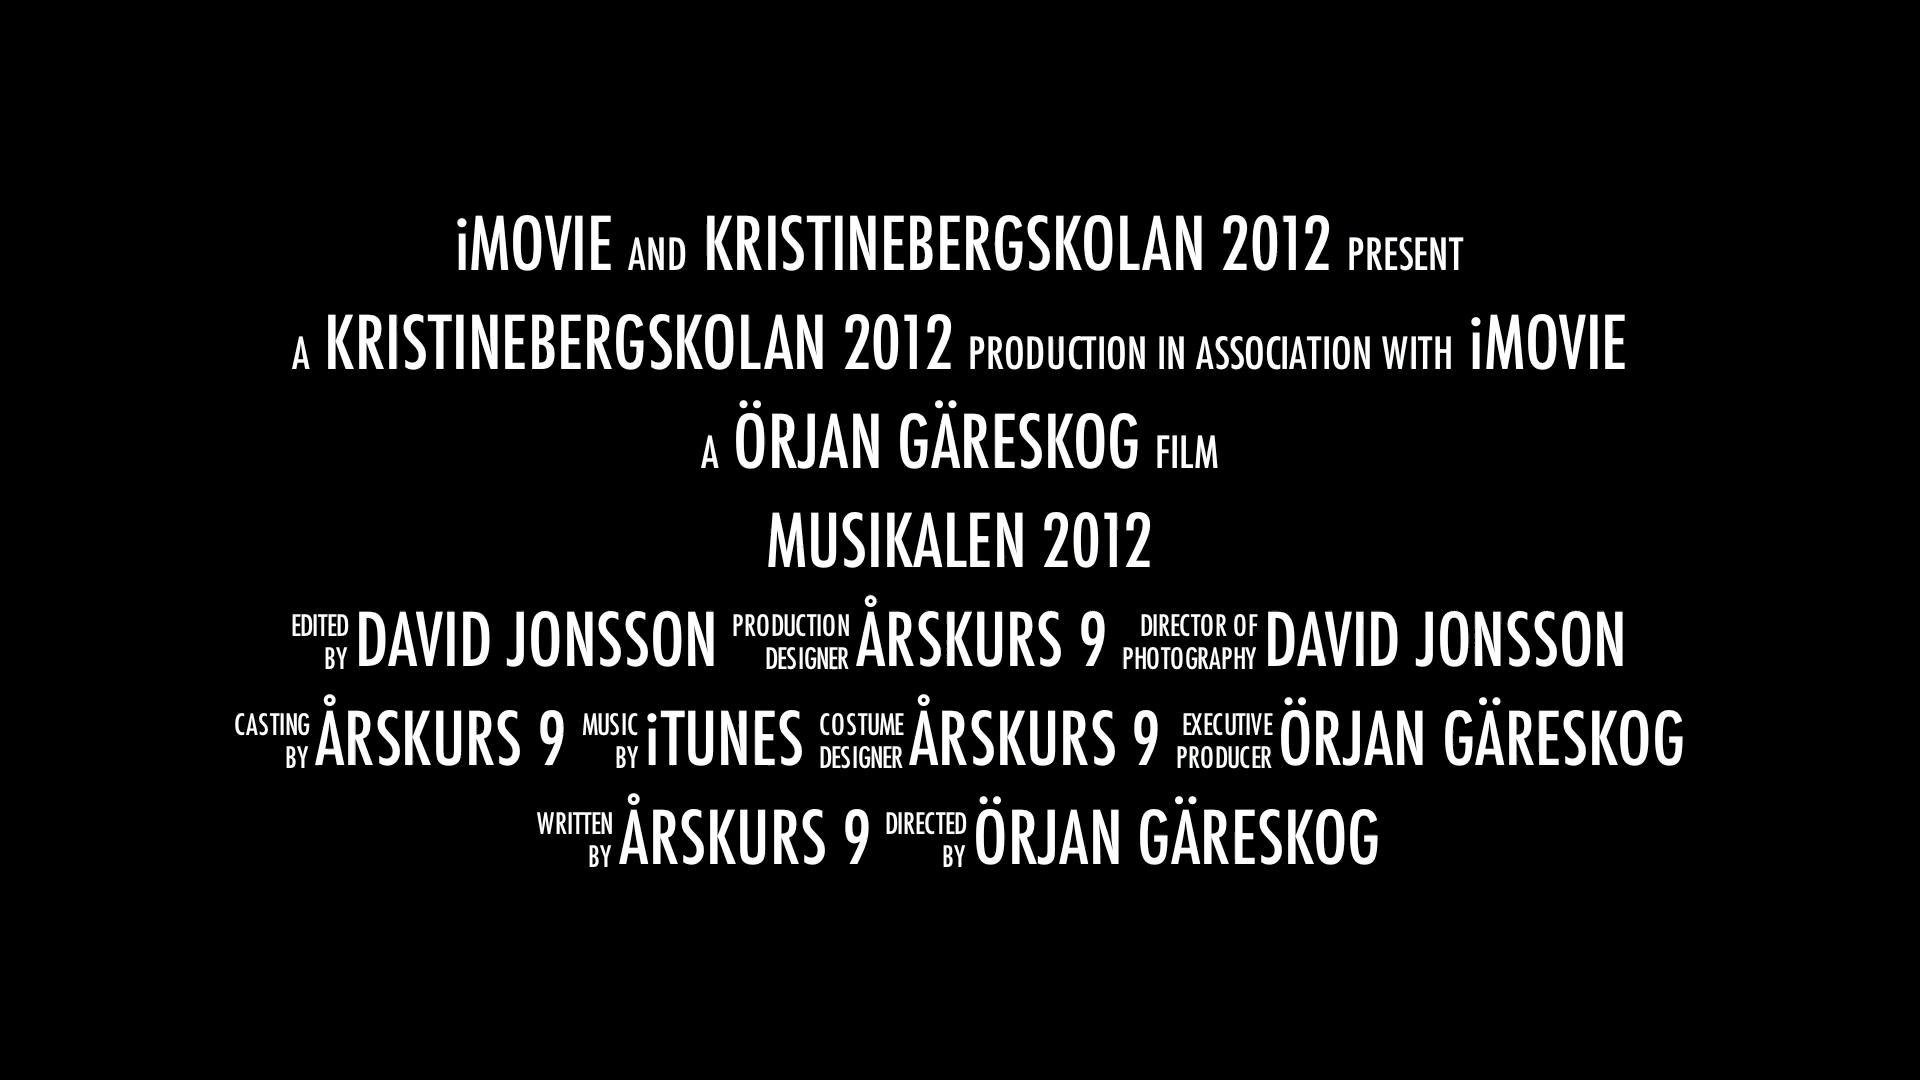 iMOVIE AND KRISTINEBERGSKOLAN 2012 PRESENT
A KRISTINEBERGSKOLAN 2012 PRODUCTION IN ASSOCIATION WITH iMOVIE
A ÖRJAN GÄRESKOG FILM
MUSIKALEN 2012
EDITED BY DAVID JONSSON PRODUCTION DESIGNER ÅRSKURS 9 DIRECTOR OF PHOTOGRAPHY DAVID JONSSON
CASTING BY ÅRSKURS 9 MUSIC BY iTUNES COSTUME DESIGNER ÅRSKURS 9 EXECUTIVE PRODUCER ÖRJAN GÄRESKOG
WRITTEN BY ÅRSKURS 9 DIRECTED BY ÖRJAN GÄRESKOG